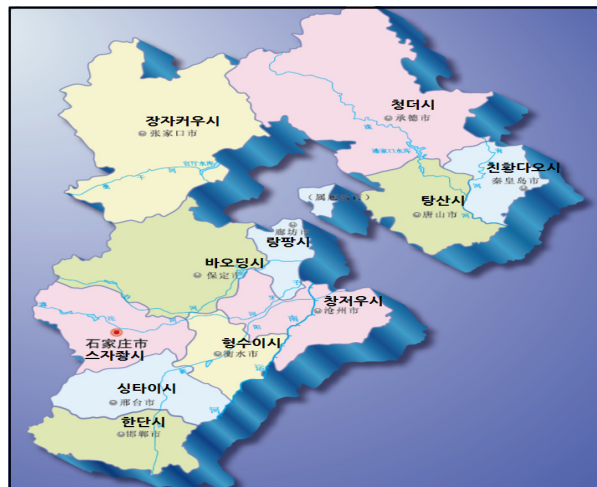 청더시
承德市
장자커우시
张家口市
친황다오시
秦皇岛市
탕산시
唐山市
廊坊市
랑팡시
바오딩시
保定市
창저우시
沧州市
石家庄市
스자좡시
헝수이시
衡水市
싱타이시
邢台市
한단시
邯郸市